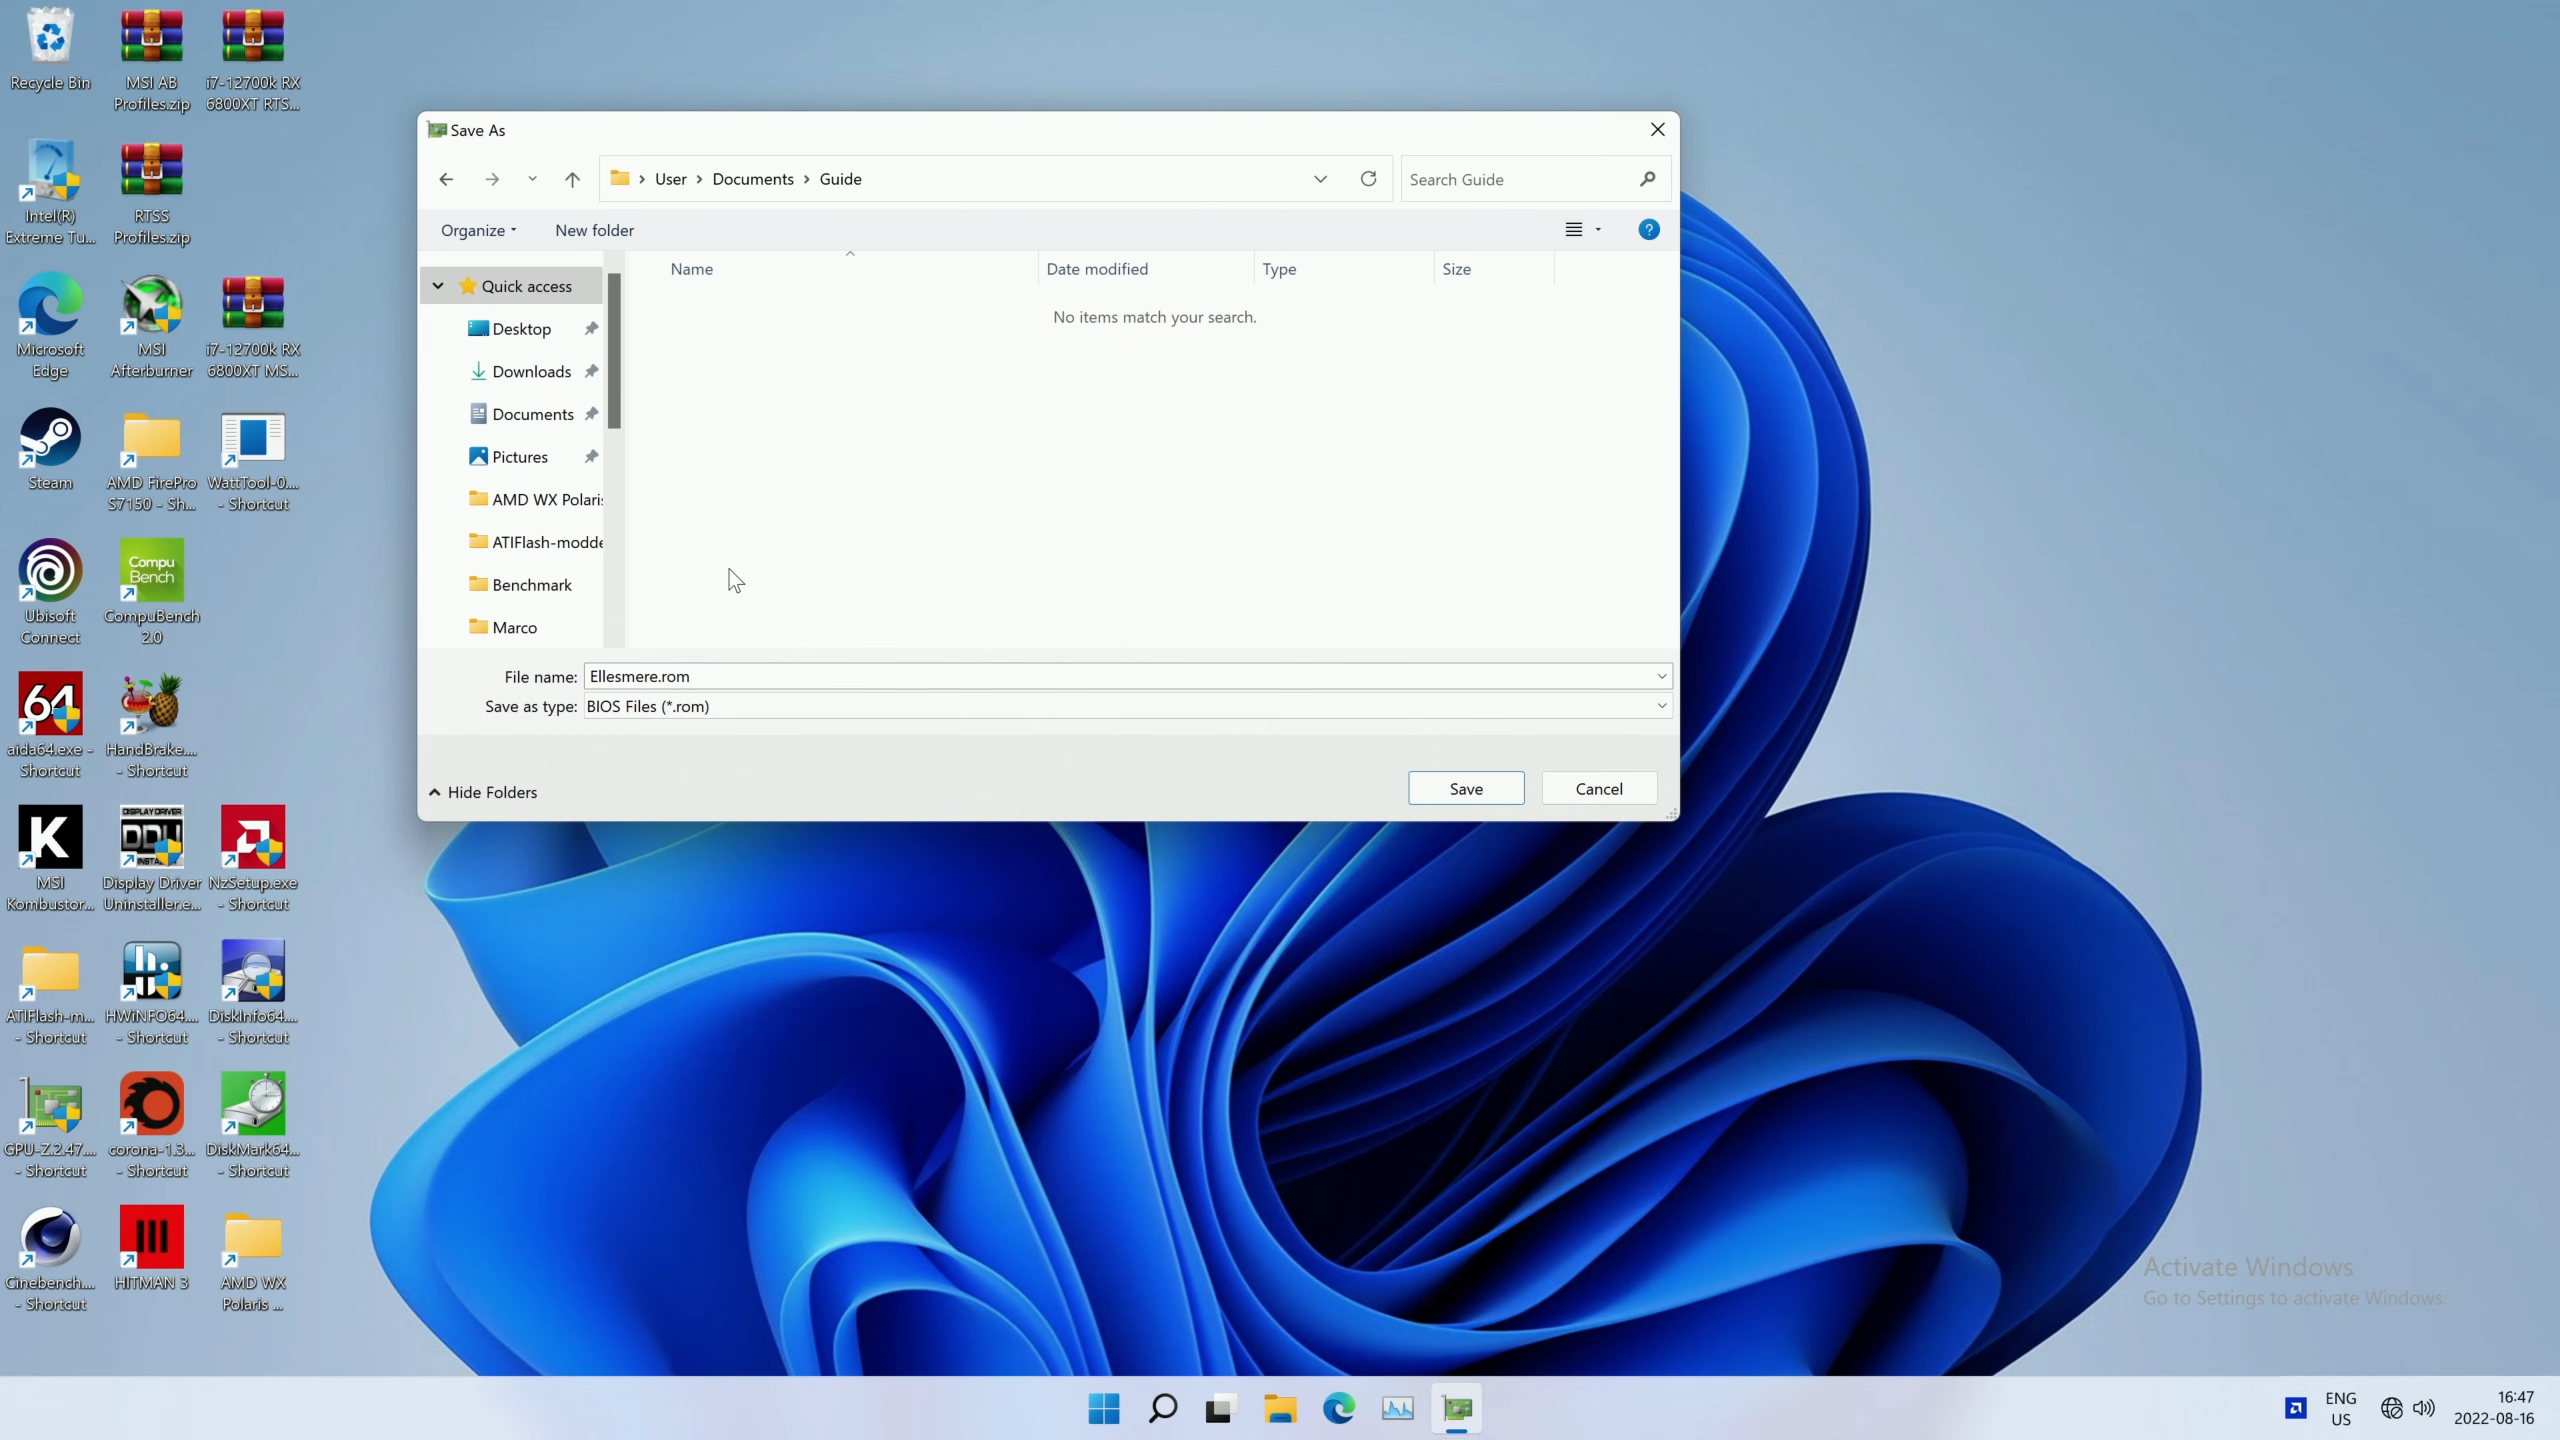 Recycle Bin
MSI AB
Profiles.zip
i7-12700k RX
6800XT RTS...
Intel(R)
Extreme Tu...
RTSS
Profiles.zip
Microsoft
Edge
MSI
Afterburner
i7-12700k RX
6800XT MS...
Steam
AMD FirePro
S7150 - Sh...
WattTool-0....
- Shortcut
Ubisoft
Connect
Compu
Bench
CompuBench
2.0
64
aida64.exe -
Shortcut
HandBrake....
- Shortcut
K
MSI
Kombustor...
DISPLAY DRIVER
DDU
Display Driver
Uninstaller.e...
NzSetup.exe
- Shortcut
ATIFlash-m...
- Shortcut
HWiNFO64....
- Shortcut
DiskInfo64....
- Shortcut
GPU-Z.2.47....
- Shortcut
corona-1.3...
- Shortcut
DiskMark64...
- Shortcut
Cinebench....
- Shortcut
HITMAN 3
AMD WX
Polaris ...
Save As
User > Documents > Guide
Search Guide
Organize
New folder
?
Name
Date modified
Type
Size
No items match your search.
Quick access
Desktop
Downloads
Documents
Pictures
AMD WX Polaris
ATIFlash-modde
Benchmark
Marco
File name: Ellesmere.rom
Save as type: BIOS Files (*.rom)
Hide Folders
Save
Cancel
Activate Windows
Go to Settings to activate Windows.
ENG
US
16:47
2022-08-16